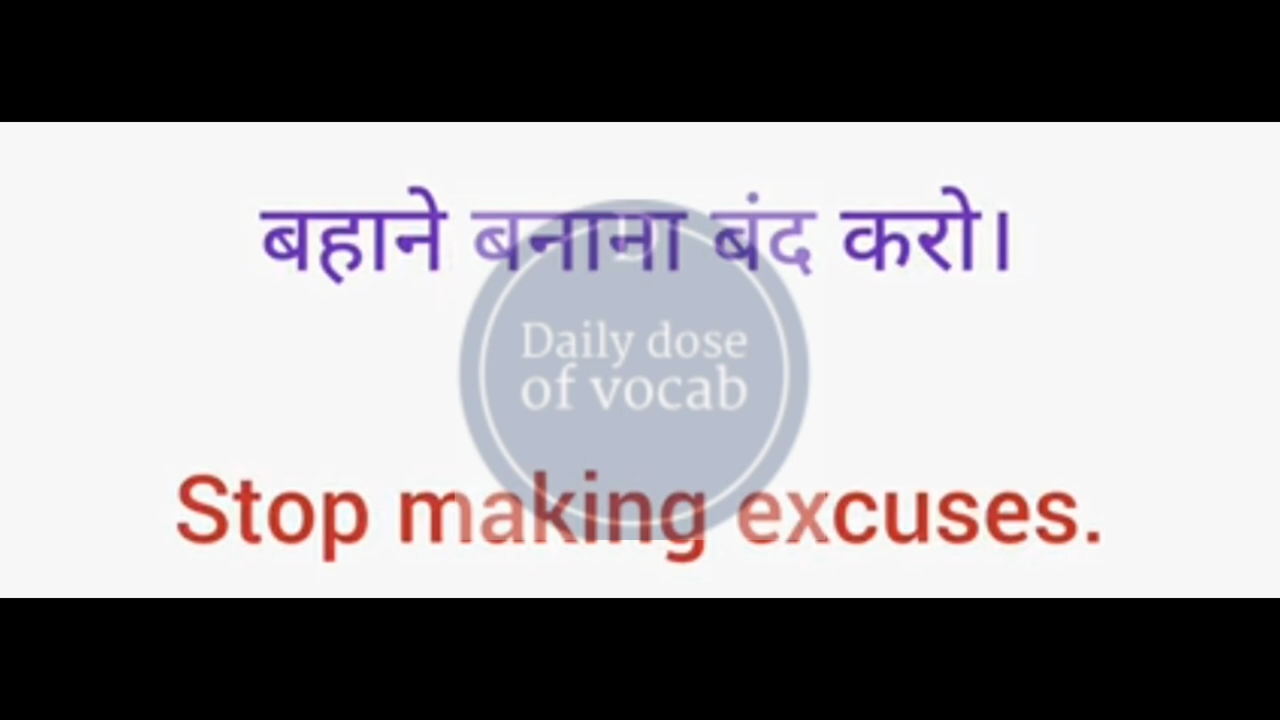 बहाने बनाना बंद करो।
Daily dose
of vocab
Stop making excuses.